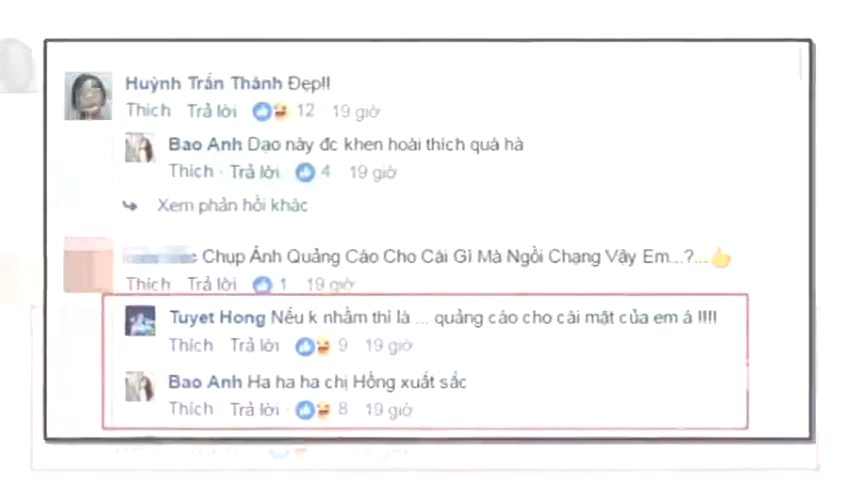 Huỳnh Trấn Thành Đẹp!!
Thích Trả lời 12 · 19 giờ
Bao Anh Dạo này đc khen hoài thích quá hà
Thích · Trả lời · 4 19 giờ
Xem phản hồi khác
Chụp Ảnh Quảng Cáo Cho Cái Gì Mà Ngồi Chạng Vậy Em...?...👍
Thích Trả lời 1 19 giờ
Tuyet Hong Nếu k nhầm thì là ... quảng cáo cho cái mặt của em á !!!!
Thích Trả lời 9 19 giờ
Bao Anh Ha ha ha chị Hồng xuất sắc
Thích Trả lời · 8 19 giờ